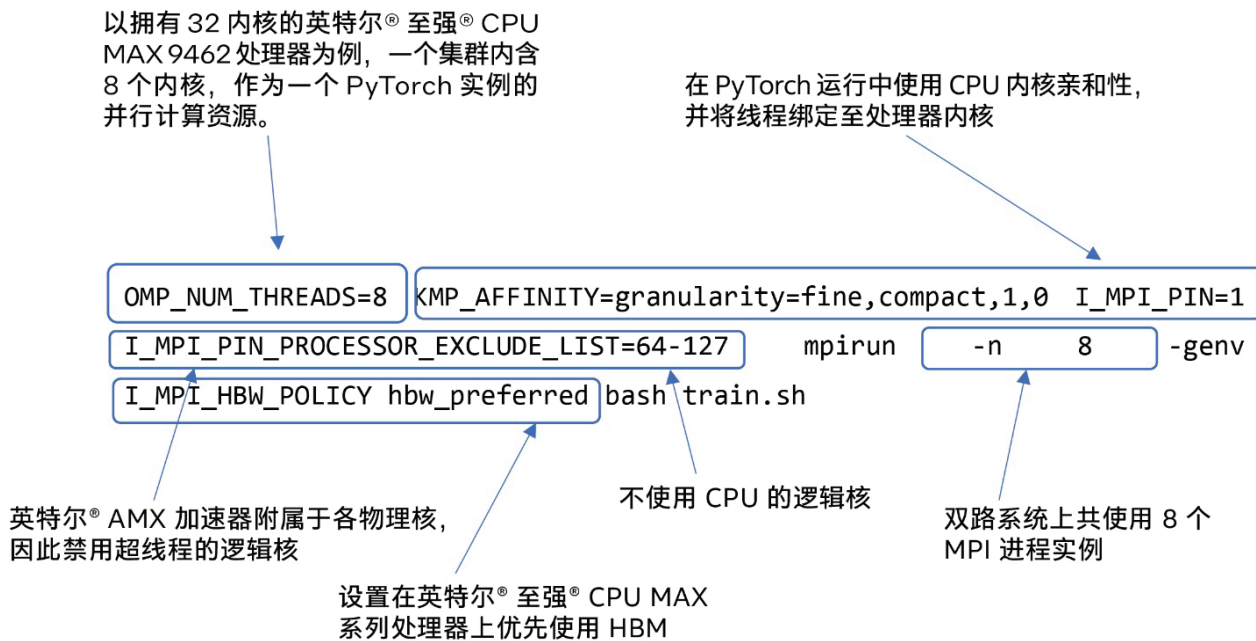 以拥有 32 内核的英特尔® 至强® CPU
MAX 9462 处理器为例，一个集群内含
8 个内核，作为一个 PyTorch 实例的
并行计算资源。
在 PyTorch 运行中使用 CPU 内核亲和性，
并将线程绑定至处理器内核
OMP_NUM_THREADS=8 KMP_AFFINITY=granularity=fine,compact,1,0 I_MPI_PIN=1
I_MPI_PIN_PROCESSOR_EXCLUDE_LIST=64-127 mpirun -n 8 -genv
I_MPI_HBW_POLICY hbw_preferred bash train.sh
英特尔® AMX 加速器附属于各物理核，
因此禁用超线程的逻辑核
设置在英特尔® 至强® CPU MAX
系列处理器上优先使用 HBM
不使用 CPU 的逻辑核
双路系统上共使用 8 个
MPI 进程实例